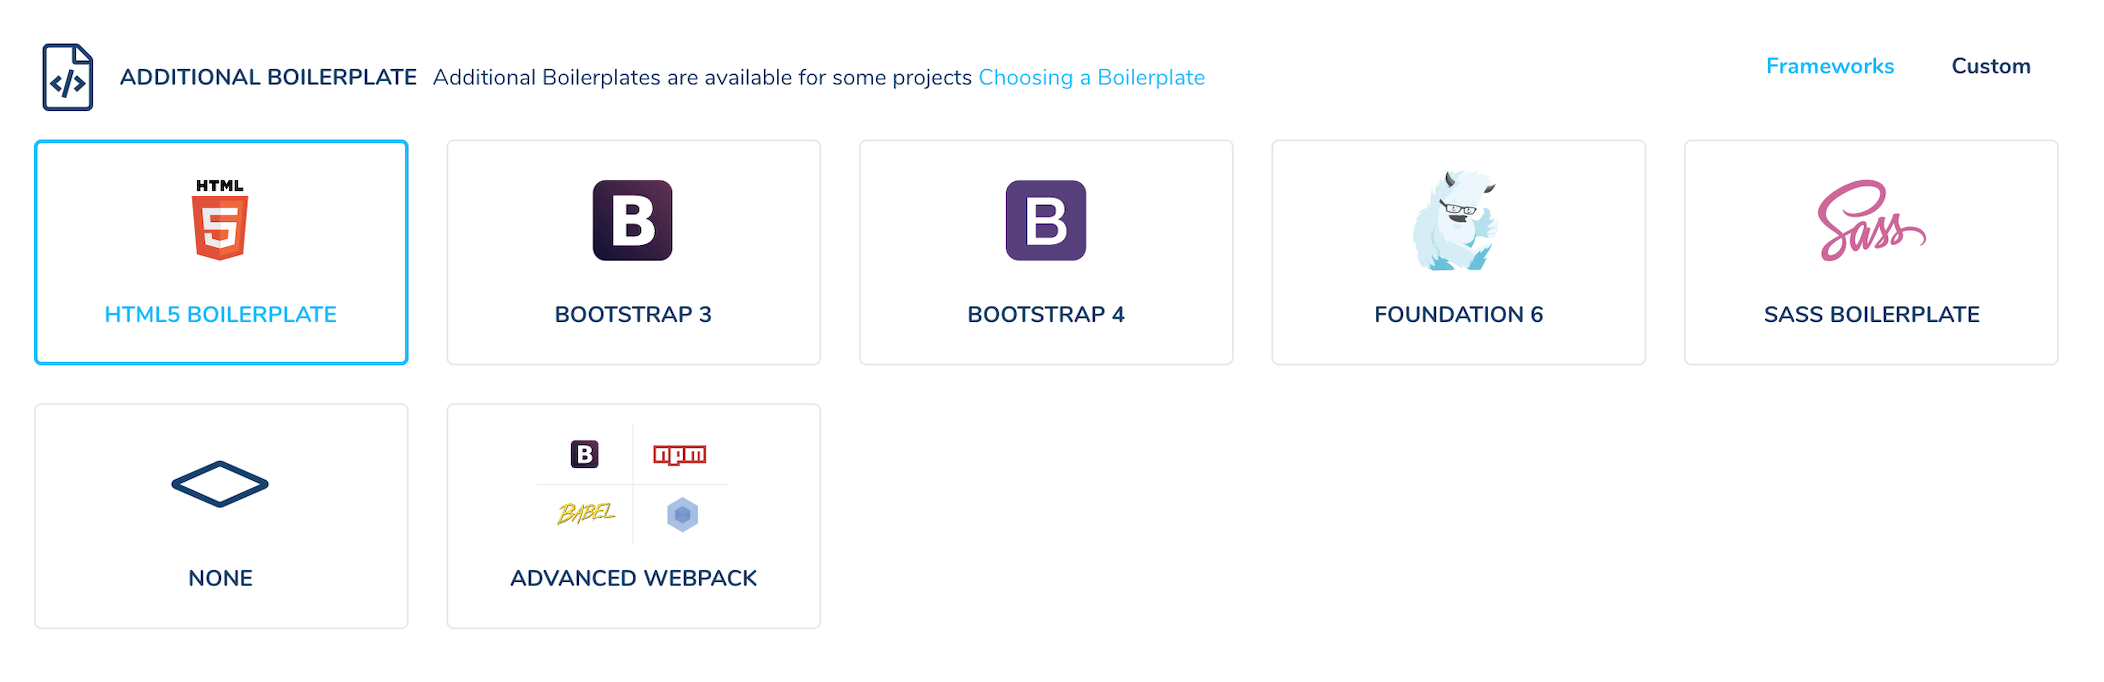 ADDITIONAL BOILERPLATE Additional Boilerplates are available for some projects Choosing a Boilerplate
Frameworks Custom
HTML
5
HTML5 BOILERPLATE
B
BOOTSTRAP 3
B
BOOTSTRAP 4
FOUNDATION 6
Sass
SASS BOILERPLATE
NONE
B npm
BABEL
ADVANCED WEBPACK